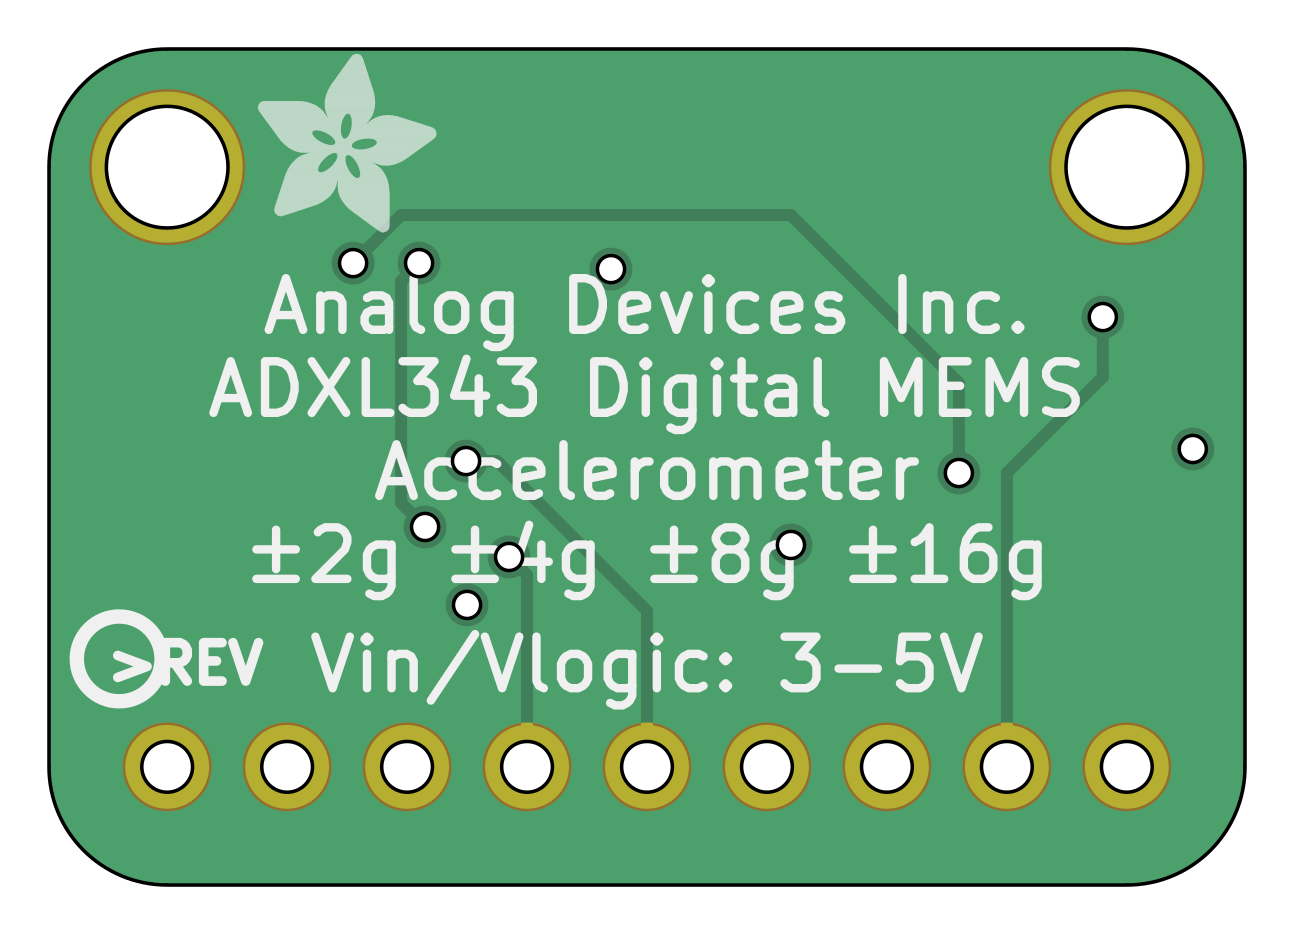 Analog Devices Inc.
ADXL343 Digital MEMS
Accelerometer
±2g ±4g ±8g ±16g
>REV Vin/Vlogic: 3-5V